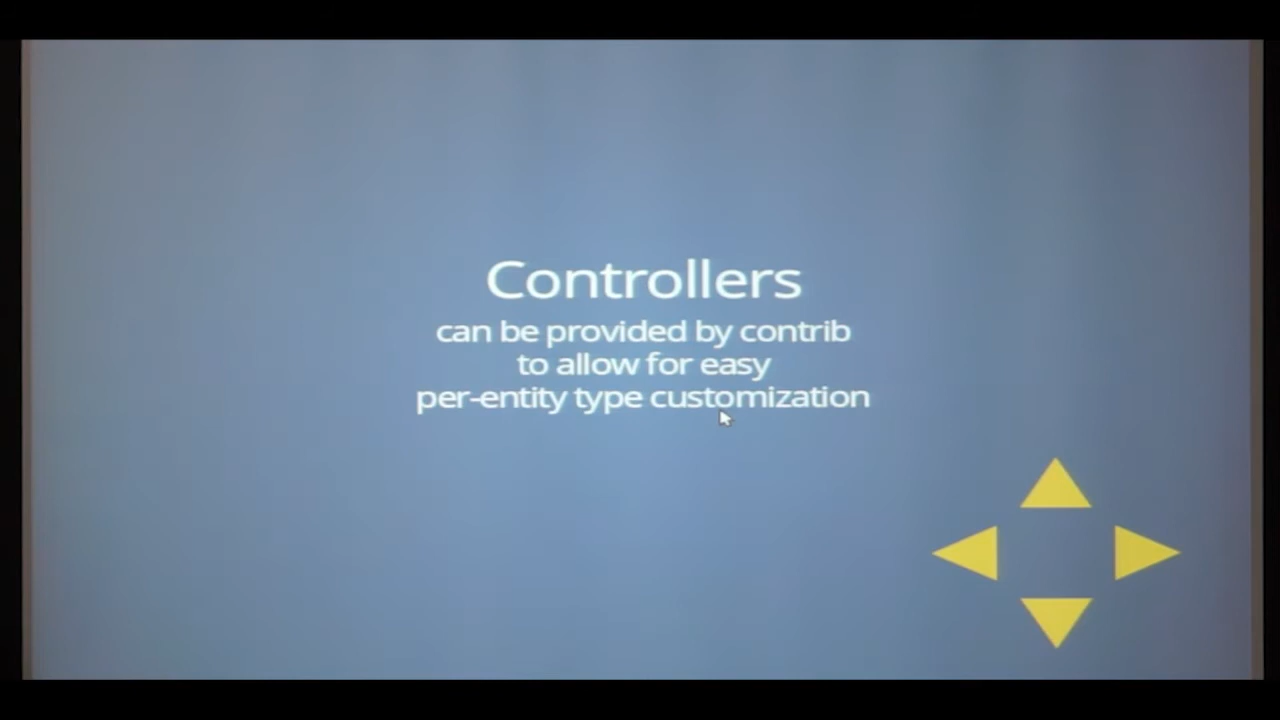 Controllers
can be provided by contrib
to allow for easy
per-entity type customization